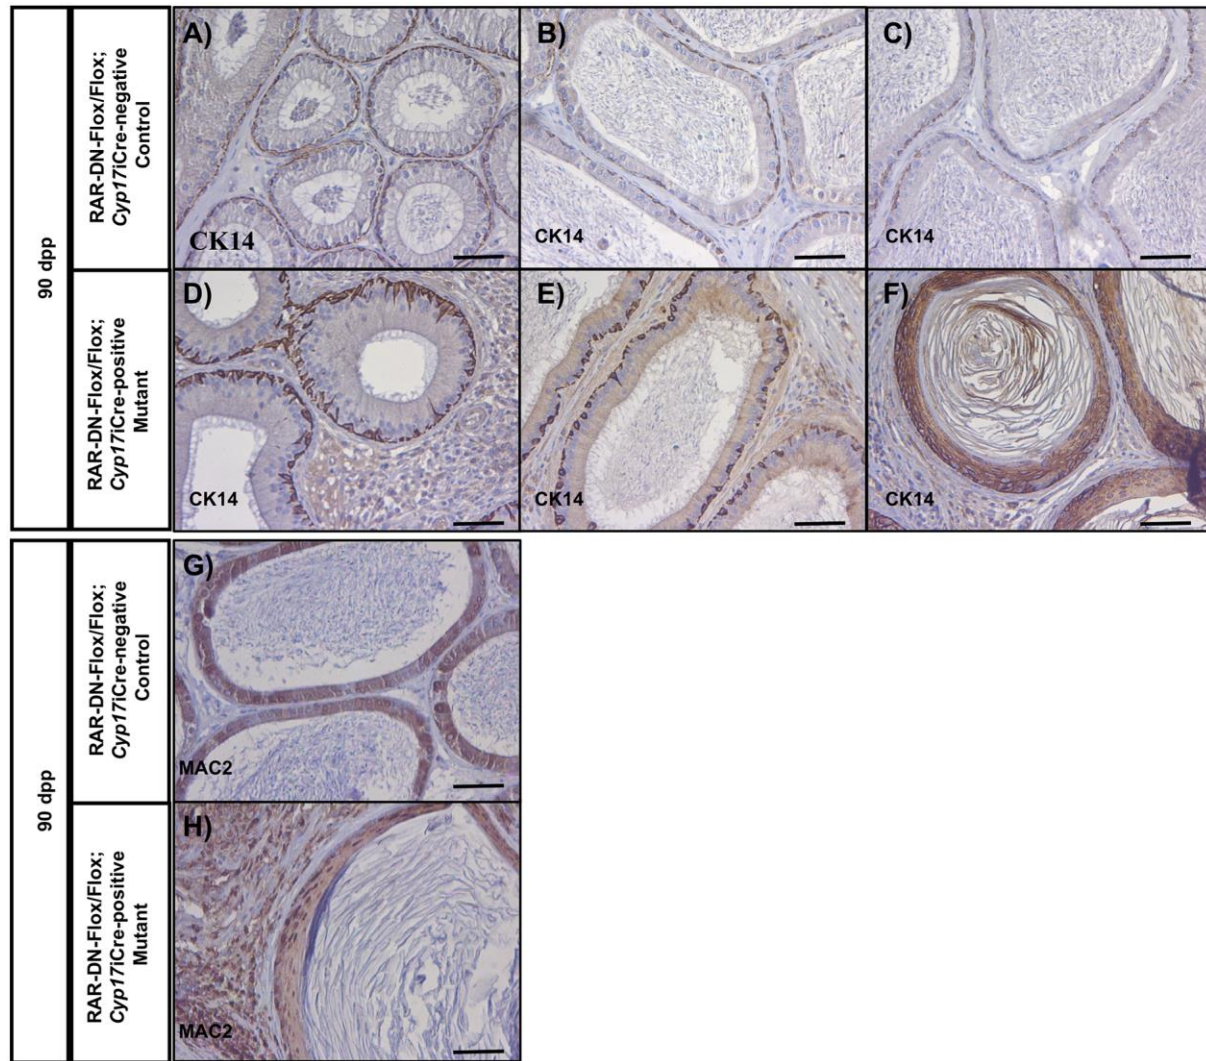 90 dpp
RAR-DN-Flox/Flox;
Cyp17iCre-negative
Control
A)
CK14
B)
CK14
C)
CK14
RAR-DN-Flox/Flox;
Cyp17iCre-positive
Mutant
D)
CK14
E)
CK14
F)
CK14
90 dpp
RAR-DN-Flox/Flox;
Cyp17iCre-negative
Control
G)
MAC2
RAR-DN-Flox/Flox;
Cyp17iCre-positive
Mutant
H)
MAC2